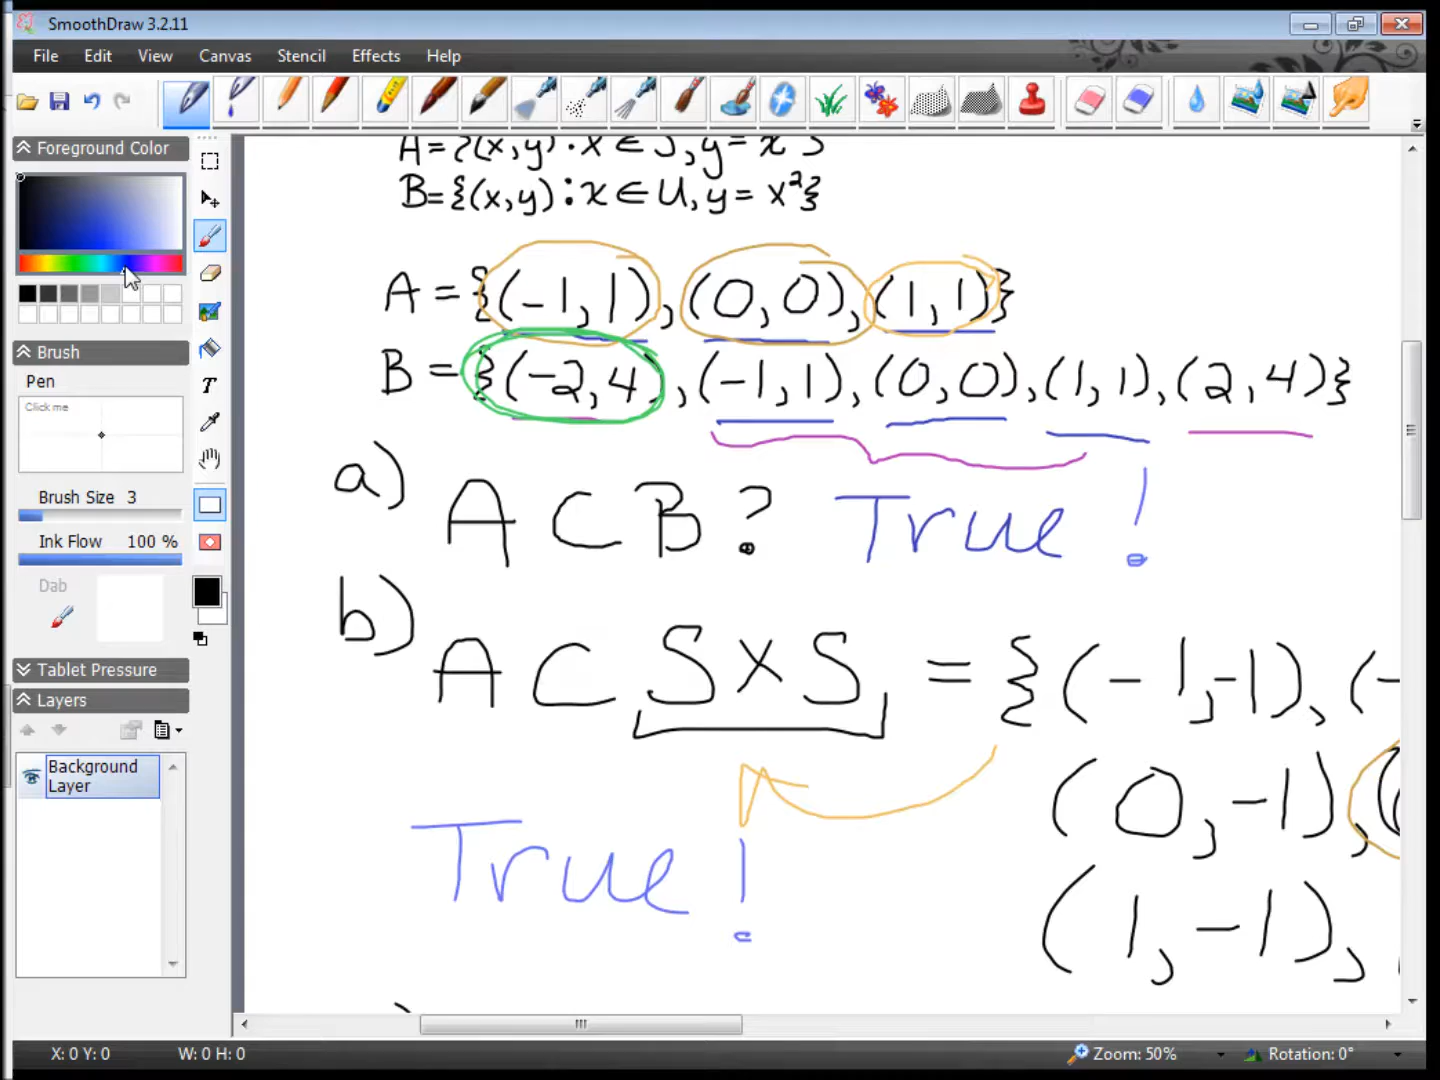 SmoothDraw 3.2.11
File Edit View Canvas Stencil Effects Help
Foreground Color
Brush
Pen
Click me
Brush Size 3
Ink Flow 100 %
Dab
Tablet Pressure
Layers
Background
Layer
B={(x,y):x∈U,y=x²}
A={(-1,1),(0,0),(1,1)}
B={(-2,4),(-1,1),(0,0),(1,1),(2,4)}
a) A⊂B? True!
b) A⊂S×S = {(-1,-1),(-
(0,-1),(
(1,-1),
True!
X: 0 Y: 0 W: 0 H: 0 Zoom: 50% Rotation: 0°